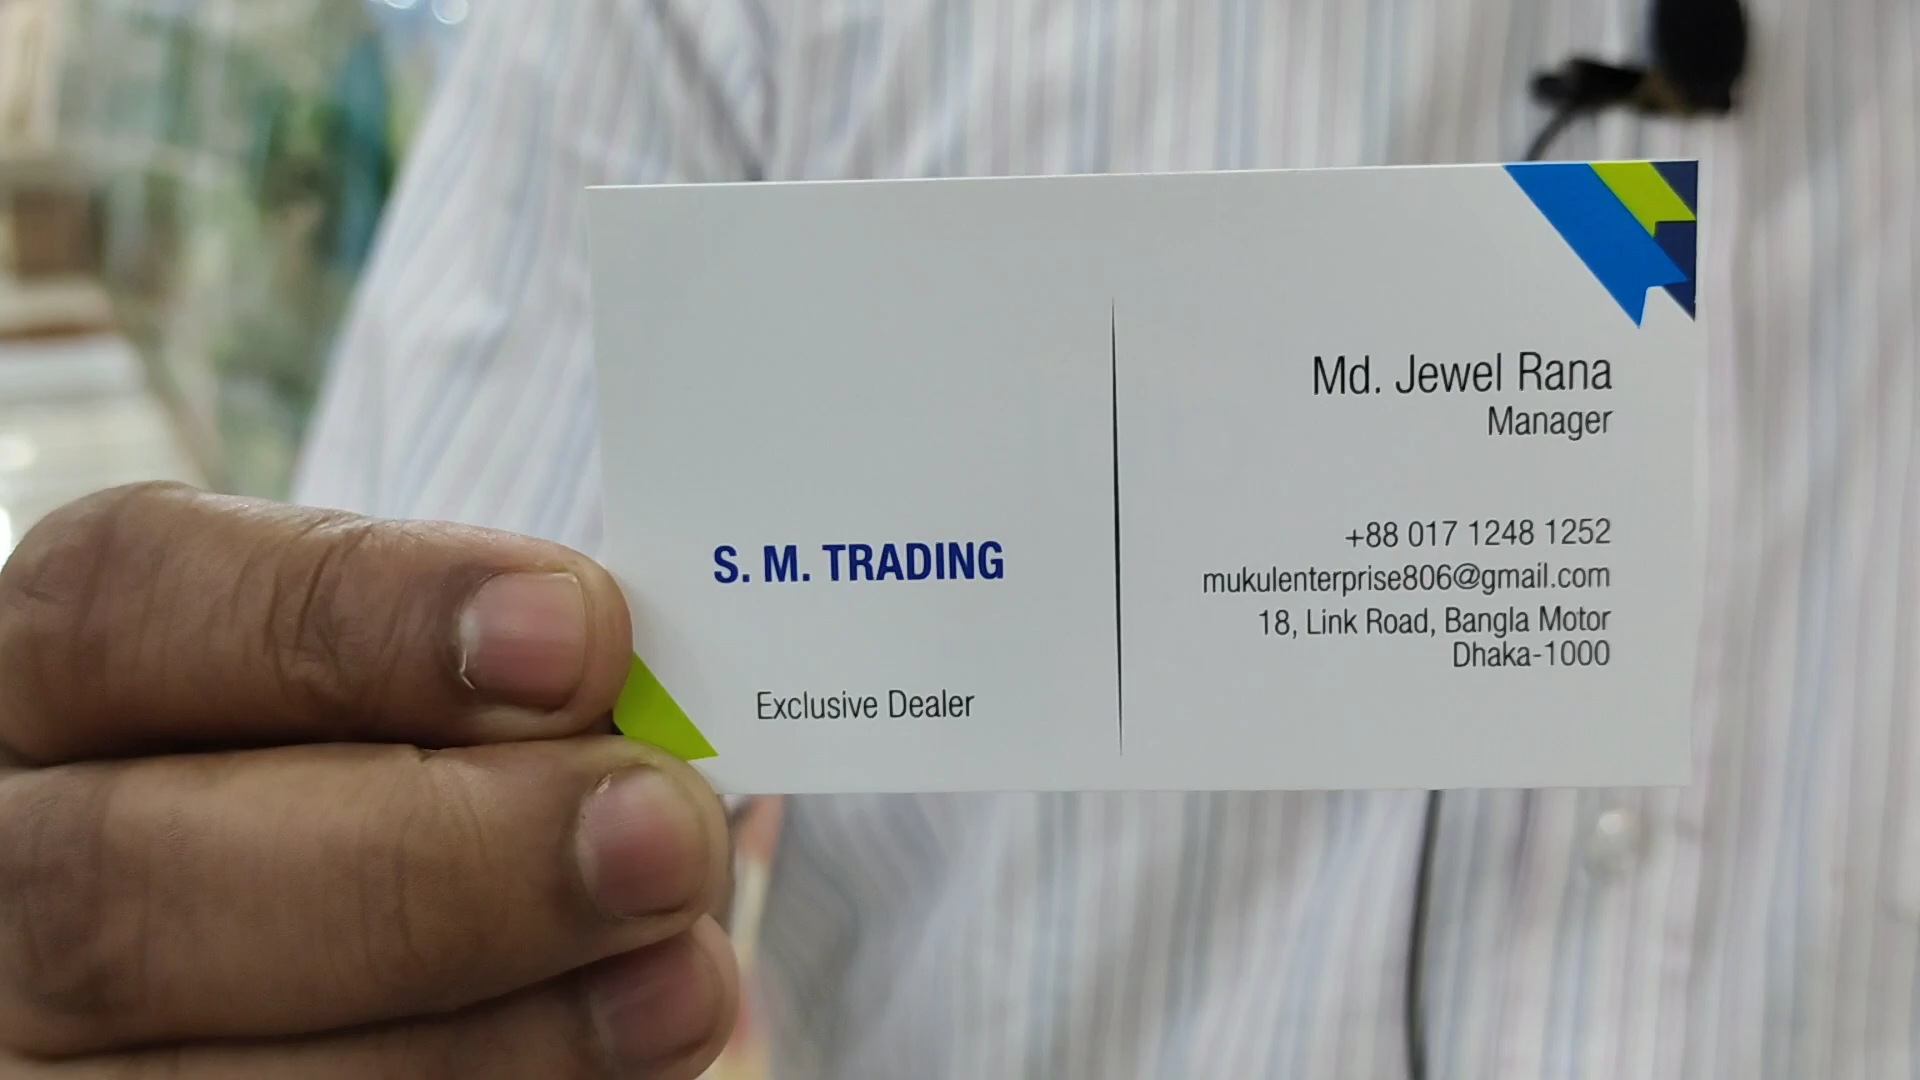 S. M. TRADING
Exclusive Dealer
Md. Jewel Rana
Manager
+88 017 1248 1252
mukulenterprise806@gmail.com
18, Link Road, Bangla Motor
Dhaka-1000